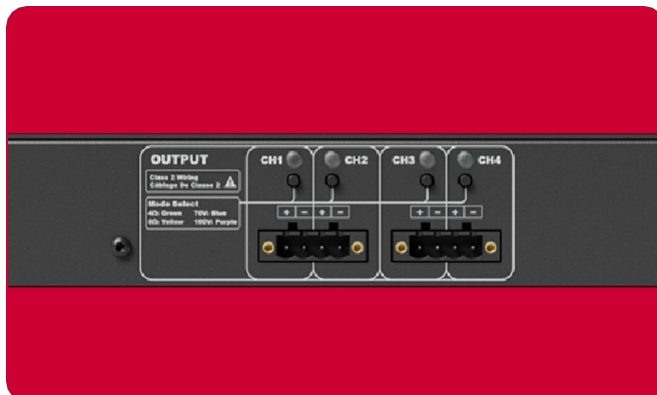 OUTPUT
Class 2 Wiring
Câblage De Classe 2
Mode Select
4Ω: Green 70V: Blue
8Ω: Yellow 100V: Purple
CH1 CH2 CH3 CH4
+ - + - + - + -